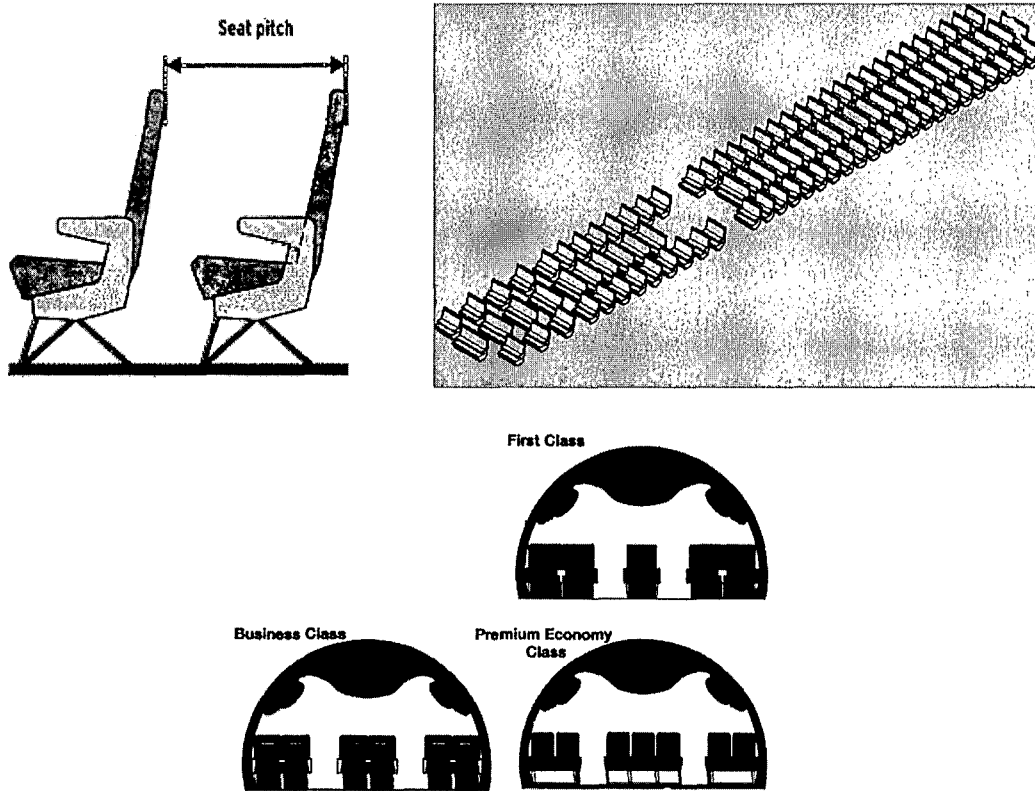 Seat pitch
First Class
Business Class
Premium Economy
Class